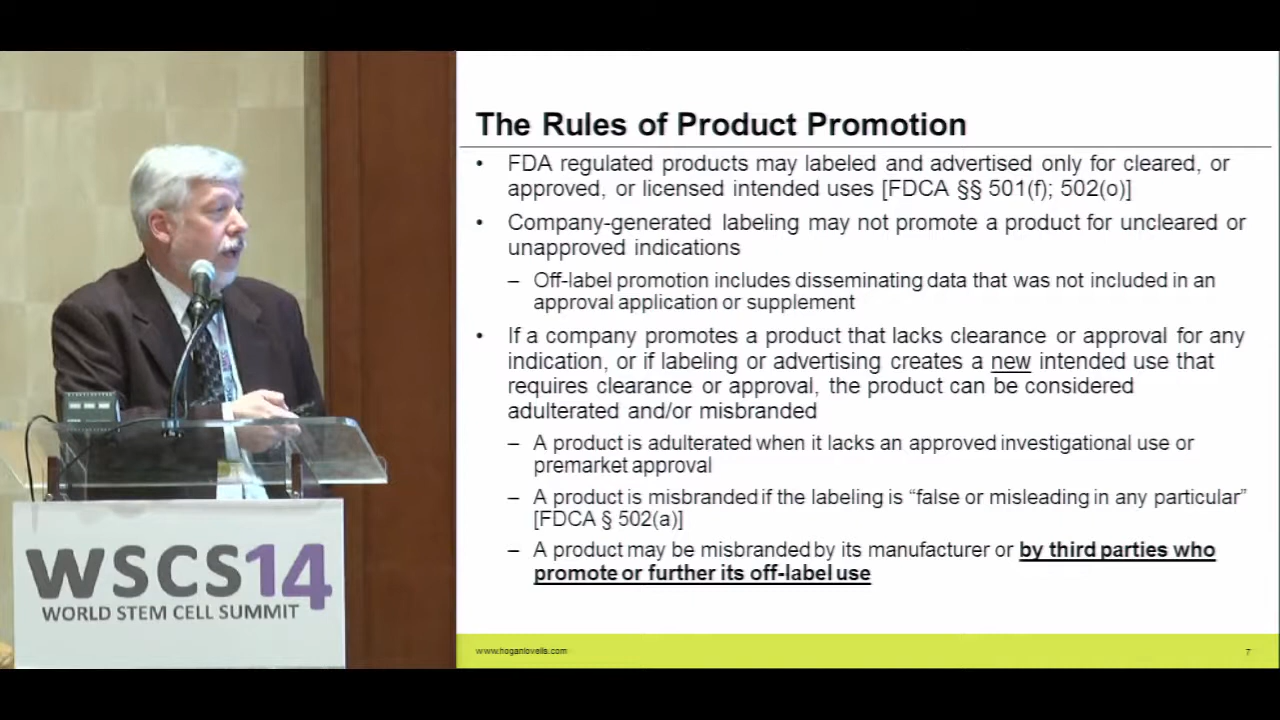 The Rules of Product Promotion
• FDA regulated products may labeled and advertised only for cleared, or
approved, or licensed intended uses [FDCA §§ 501(f); 502(o)]
• Company-generated labeling may not promote a product for uncleared or
unapproved indications
– Off-label promotion includes disseminating data that was not included in an
approval application or supplement
• If a company promotes a product that lacks clearance or approval for any
indication, or if labeling or advertising creates a new intended use that
requires clearance or approval, the product can be considered
adulterated and/or misbranded
– A product is adulterated when it lacks an approved investigational use or
premarket approval
– A product is misbranded if the labeling is “false or misleading in any particular”
[FDCA § 502(a)]
– A product may be misbranded by its manufacturer or by third parties who
promote or further its off-label use
www.hoganlovells.com
7
WSCS14
WORLD STEM CELL SUMMIT